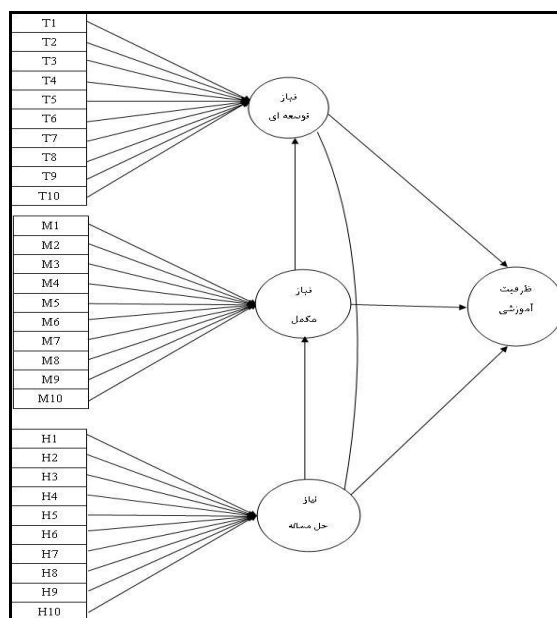 T1
T2
T3
T4
T5
T6
T7
T8
T9
T10
نیاز
توسعه ای
M1
M2
M3
M4
M5
M6
M7
M8
M9
M10
نیاز
مکمل
ظرفیت
آموزشی
H1
H2
H3
H4
H5
H6
H7
H8
H9
H10
نیاز
حل مساله